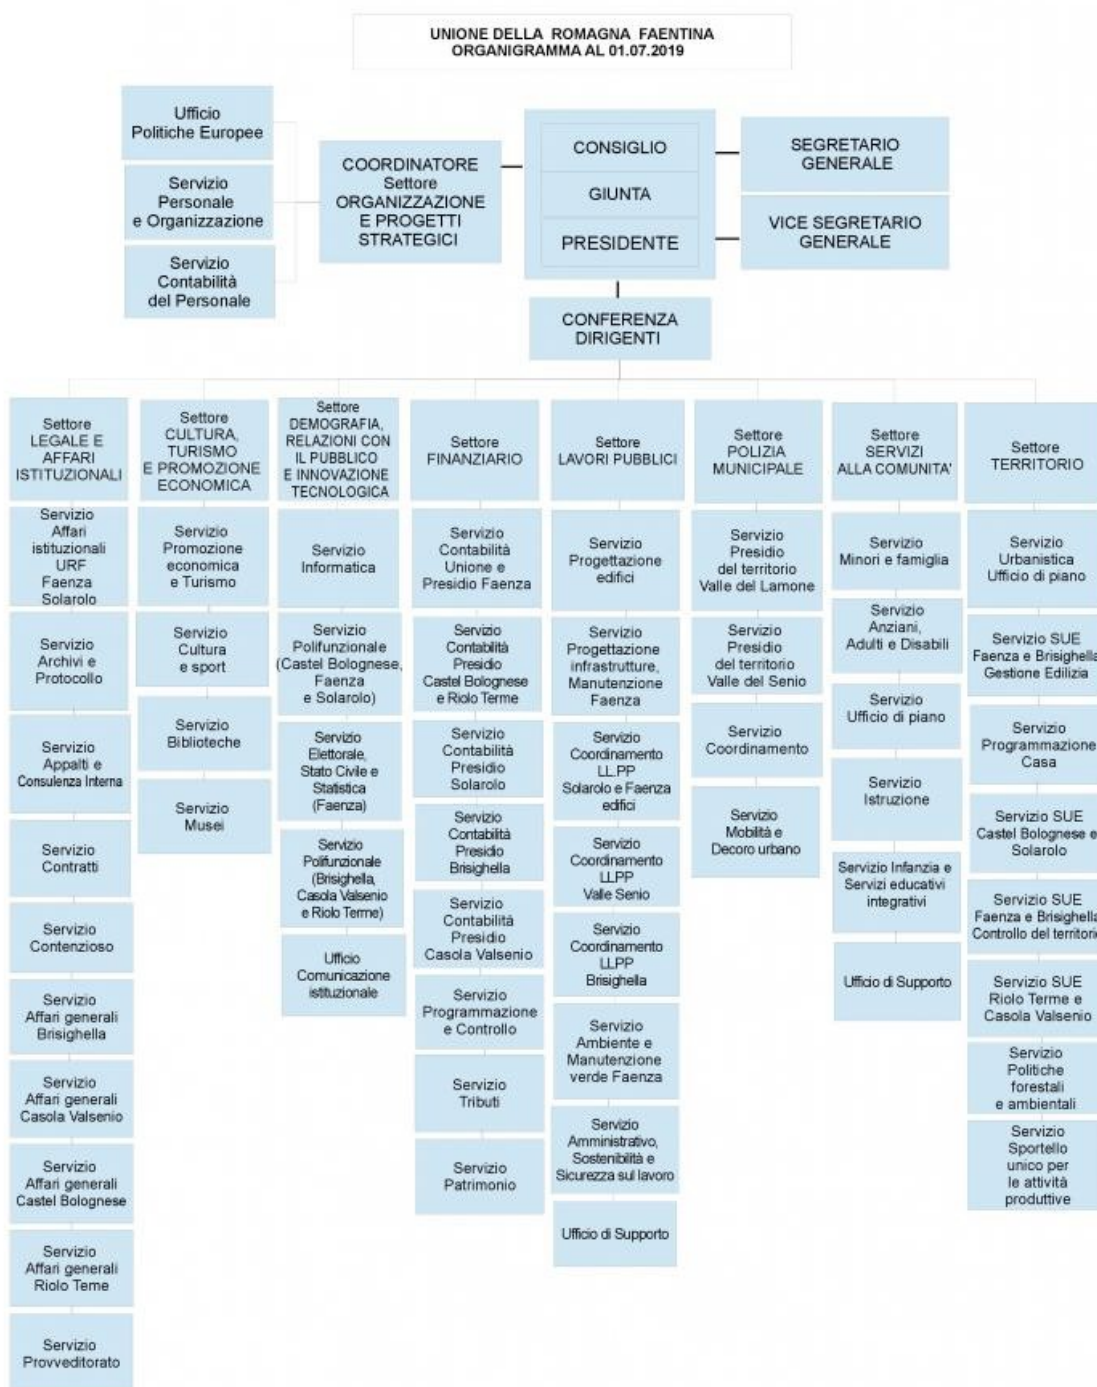 UNIONE DELLA ROMAGNA FAENTINA
ORGANIGRAMMA AL 01.07.2019
Ufficio
Politiche Europee
Servizio
Personale
e Organizzazione
Servizio
Contabilità
del Personale
COORDINATORE
Settore
ORGANIZZAZIONE
E PROGETTI
STRATEGICI
CONSIGLIO
GIUNTA
PRESIDENTE
SEGRETARIO
GENERALE
VICE SEGRETARIO
GENERALE
CONFERENZA
DIRIGENTI
Settore
LEGALE E
AFFARI
ISTITUZIONALI
Servizio
Affari
istituzionali
URF
Faenza
Solarolo
Servizio
Archivi e
Protocollo
Servizio
Appalti e
Consulenza Interna
Servizio
Contratti
Servizio
Contenzioso
Servizio
Affari generali
Brisighella
Servizio
Affari generali
Casola Valsenio
Servizio
Affari generali
Castel Bolognese
Servizio
Affari generali
Riolo Teme
Servizio
Provveditorato
Settore
CULTURA,
TURISMO
E PROMOZIONE
ECONOMICA
Servizio
Promozione
economica
e Turismo
Servizio
Cultura
e sport
Servizio
Biblioteche
Servizio
Musei
Settore
DEMOGRAFIA,
RELAZIONI CON
IL PUBBLICO
E INNOVAZIONE
TECNOLOGICA
Servizio
Informatica
Servizio
Polifunzionale
(Castel Bolognese,
Faenza
e Solarolo)
Servizio
Elettorale,
Stato Civile e
Statistica
(Faenza)
Servizio
Polifunzionale
(Brisighella,
Casola Valsenio
e Riolo Terme)
Ufficio
Comunicazione
istituzionale
Settore
FINANZIARIO
Servizio
Contabilità
Unione e
Presidio Faenza
Servizio
Contabilità
Presidio
Castel Bolognese
e Riolo Terme
Servizio
Contabilità
Presidio
Solarolo
Servizio
Contabilità
Presidio
Brisighella
Servizio
Contabilità
Presidio
Casola Valsenio
Servizio
Programmazione
e Controllo
Servizio
Tributi
Servizio
Patrimonio
Settore
LAVORI PUBBLICI
Servizio
Progettazione
edifici
Servizio
Progettazione
infrastrutture,
Manutenzione
Faenza
Servizio
Coordinamento
LL.PP
Solarolo e Faenza
edifici
Servizio
Coordinamento
LLPP
Valle Senio
Servizio
Coordinamento
LLPP
Brisighella
Servizio
Ambiente e
Manutenzione
verde Faenza
Servizio
Amministrativo,
Sostenibilità e
Sicurezza sul lavoro
Ufficio di Supporto
Settore
POLIZIA
MUNICIPALE
Servizio
Presidio
del territorio
Valle del Lamone
Servizio
Presidio
del territorio
Valle del Senio
Servizio
Coordinamento
Servizio
Mobilità e
Decoro urbano
Settore
SERVIZI
ALLA COMUNITA'
Servizio
Minori e famiglia
Servizio
Anziani,
Adulti e Disabili
Servizio
Ufficio di piano
Servizio
Istruzione
Servizio Infanzia e
Servizi educativi
integrativi
Ufficio di Supporto
Settore
TERRITORIO
Servizio
Urbanistica
Ufficio di piano
Servizio SUE
Faenza e Brisighella
Gestione Edilizia
Servizio
Programmazione
Casa
Servizio SUE
Castel Bolognese e
Solarolo
Servizio SUE
Faenza e Brisighella
Controllo del territorio
Servizio SUE
Riolo Terme e
Casola Valsenio
Servizio
Politiche
forestali
e ambientali
Servizio
Sportello
unico per
le attività
produttive